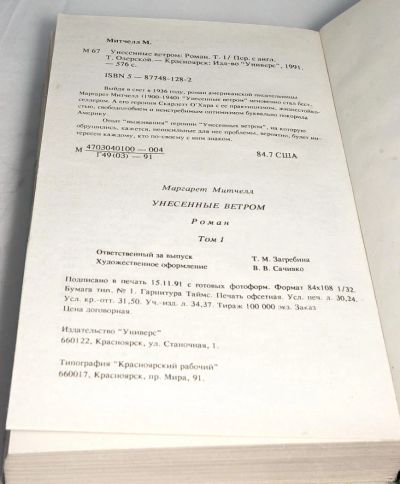 Митчелл М.
М 67 Унесенные ветром: Роман. Т. 1/ Пер. с англ.
Т. Озерской. — Красноярск: Изд-во "Универс", 1991.
— 576 с.
ISBN 5 — 87748-128-2
Выйдя в свет в 1936 году, роман американской писательницы
Маргарет Митчелл (1900-1940) "Унесенные ветром" мгновенно стал бест-
селлером. А его героиня Скарлетт О'Хара с ее практицизмом, жизнестойко-
стью, свободолюбием и неистребимым оптимизмом буквально покорила
Америку.
Опыт "выживания" героини "Унесенных ветром", на которую
обрушились, кажется, непосильные для нее проблемы, вероятно, будет ин-
тересен каждому, кто по-своему с ним знаком.
М 4703040100 — 004
Г49(03) — 91
84.7 США
Маргарет Митчелл
УНЕСЕННЫЕ ВЕТРОМ
Роман
Том 1
Ответственный за выпуск Т. М. Загребина
Художественное оформление В. В. Сачивко
Подписано в печать 15.11.91 с готовых фотоформ. Формат 84х108 1/32.
Бумага тип. № 1. Гарнитура Таймс. Печать офсетная. Усл. печ. л. 30,24.
Усл. кр.-отт. 31,50. Уч.-изд. л. 34,37. Тираж 100 000 экз. Заказ
Цена договорная.
Издательство "Универс"
660122, Красноярск, ул. Станочная, 1.
Типография "Красноярский рабочий"
660017, Красноярск, пр. Мира, 91.